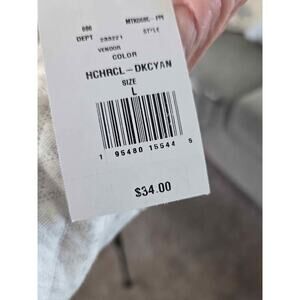 DEPT
STYLE
VENDOR
COLOR
HCHRCL-DKCYAN
SIZE
L
1 95480 15544 5
$34.00